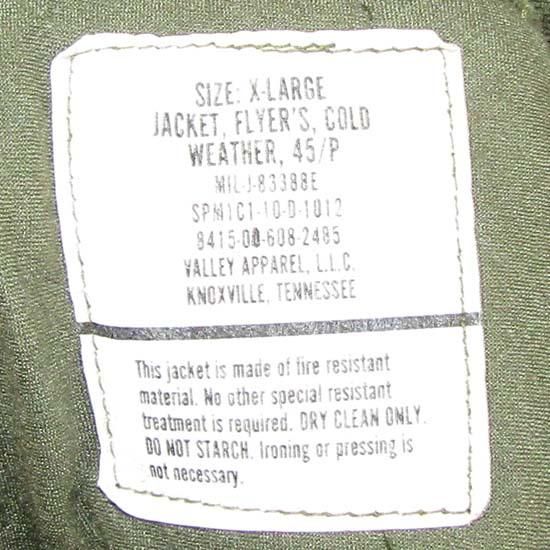 SIZE: X-LARGE
JACKET, FLYER'S, COLD
WEATHER, 45/P
MIL-J-83388E
SPM1C1-10-D-1012
8415-00-608-2485
VALLEY APPAREL, L.L.C.
KNOXVILLE, TENNESSEE
This jacket is made of fire resistant
material. No other special resistant
treatment is required. DRY CLEAN ONLY.
DO NOT STARCH. Ironing or pressing is
not necessary.